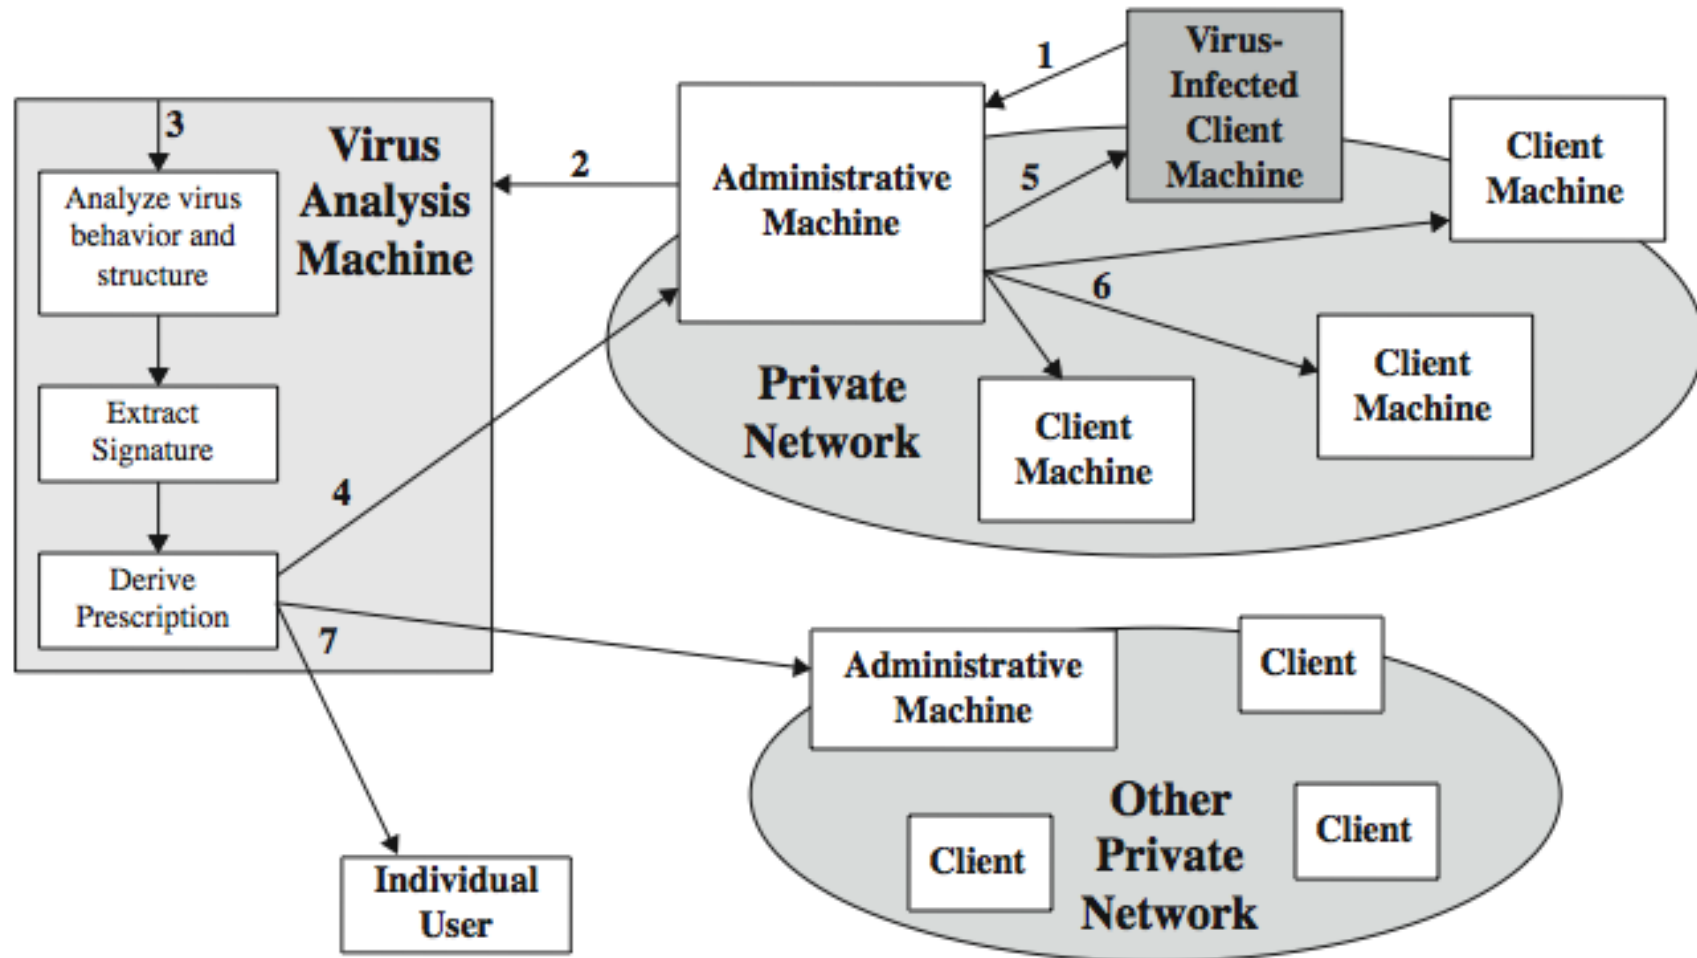 3
Virus
Analysis
Machine
Analyze virus
behavior and
structure
Extract
Signature
Derive
Prescription
2
4
7
Administrative
Machine
1
5
6
Virus-
Infected
Client
Machine
Client
Machine
Client
Machine
Client
Machine
Private
Network
Individual
User
Administrative
Machine
Client
Client
Client
Other
Private
Network